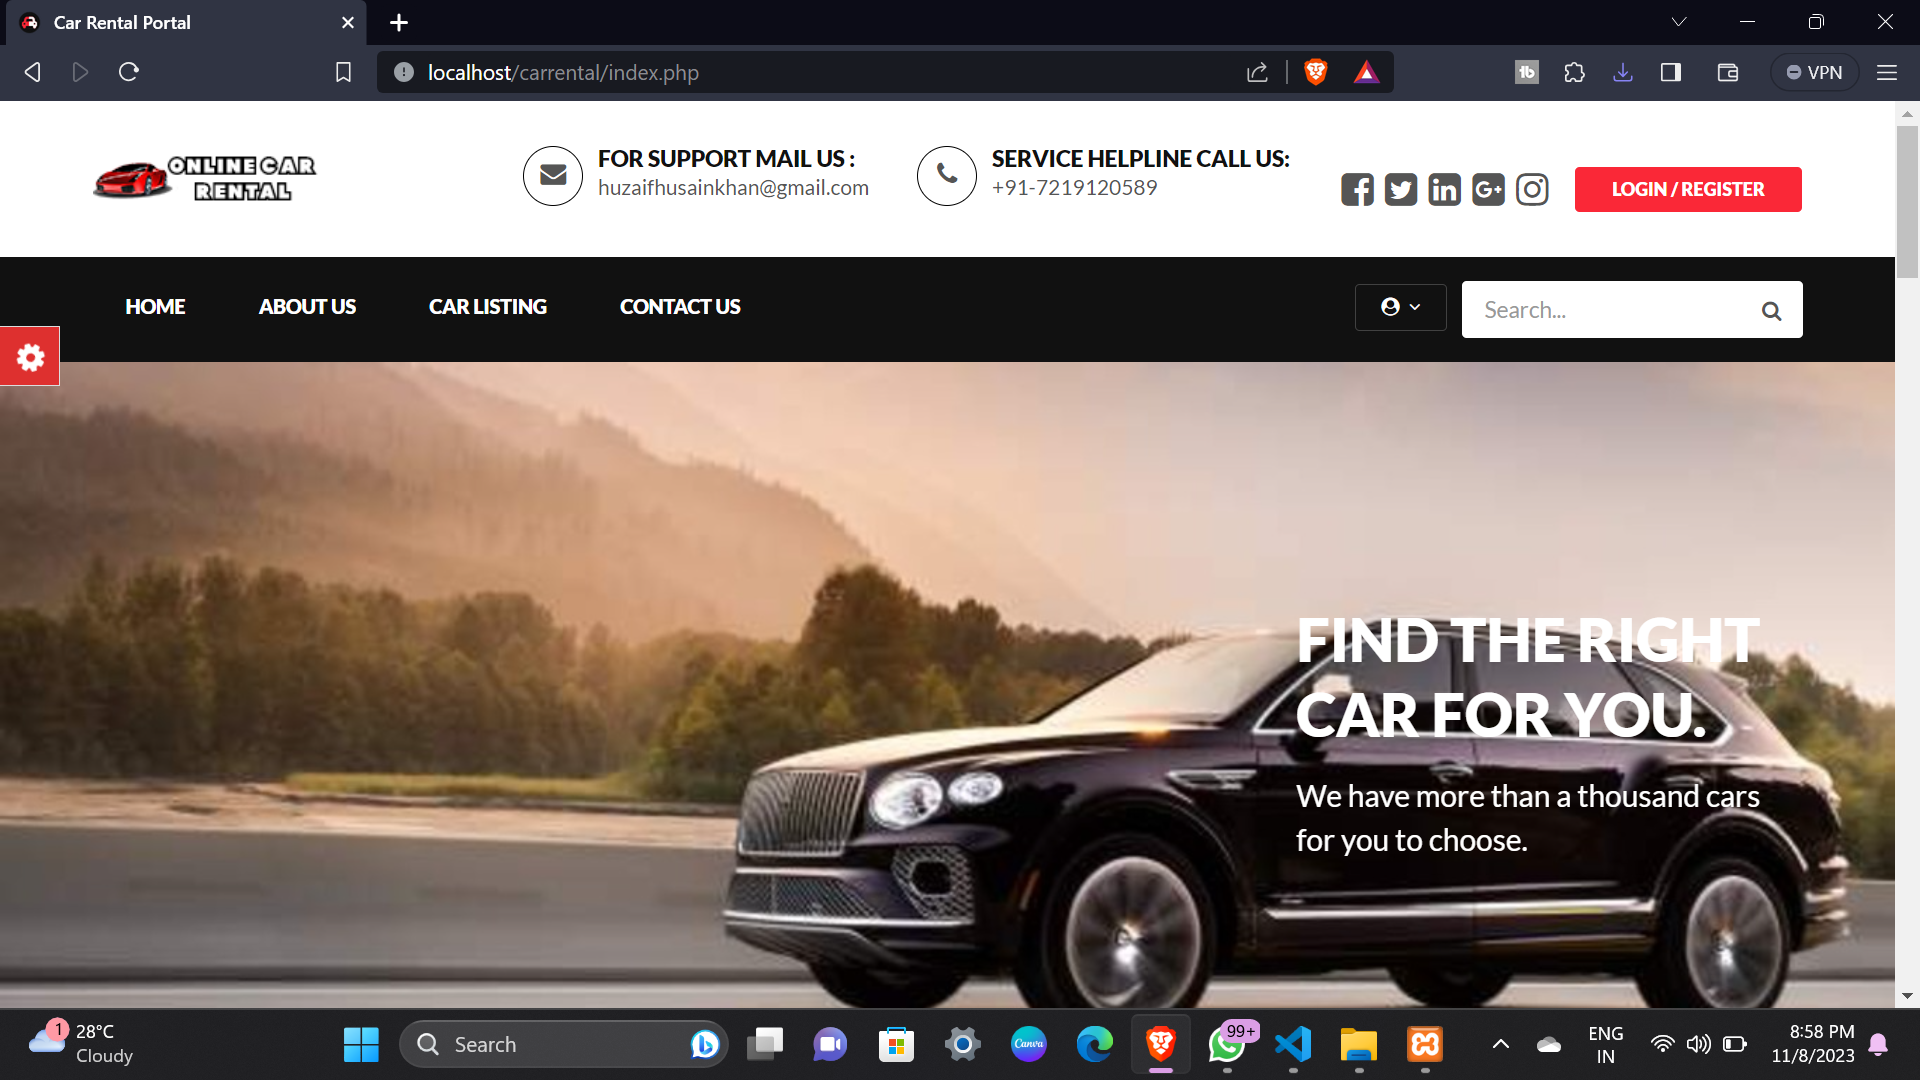 Car Rental Portal
localhost/carrental/index.php
VPN
ONLINE CAR
RENTAL
FOR SUPPORT MAIL US :
huzaifhusainkhan@gmail.com
SERVICE HELPLINE CALL US:
+91-7219120589
LOGIN / REGISTER
HOME
ABOUT US
CAR LISTING
CONTACT US
Search...
FIND THE RIGHT
CAR FOR YOU.
We have more than a thousand cars
for you to choose.
1
28°C
Cloudy
Search
Canva
99+
ENG
IN
8:58 PM
11/8/2023